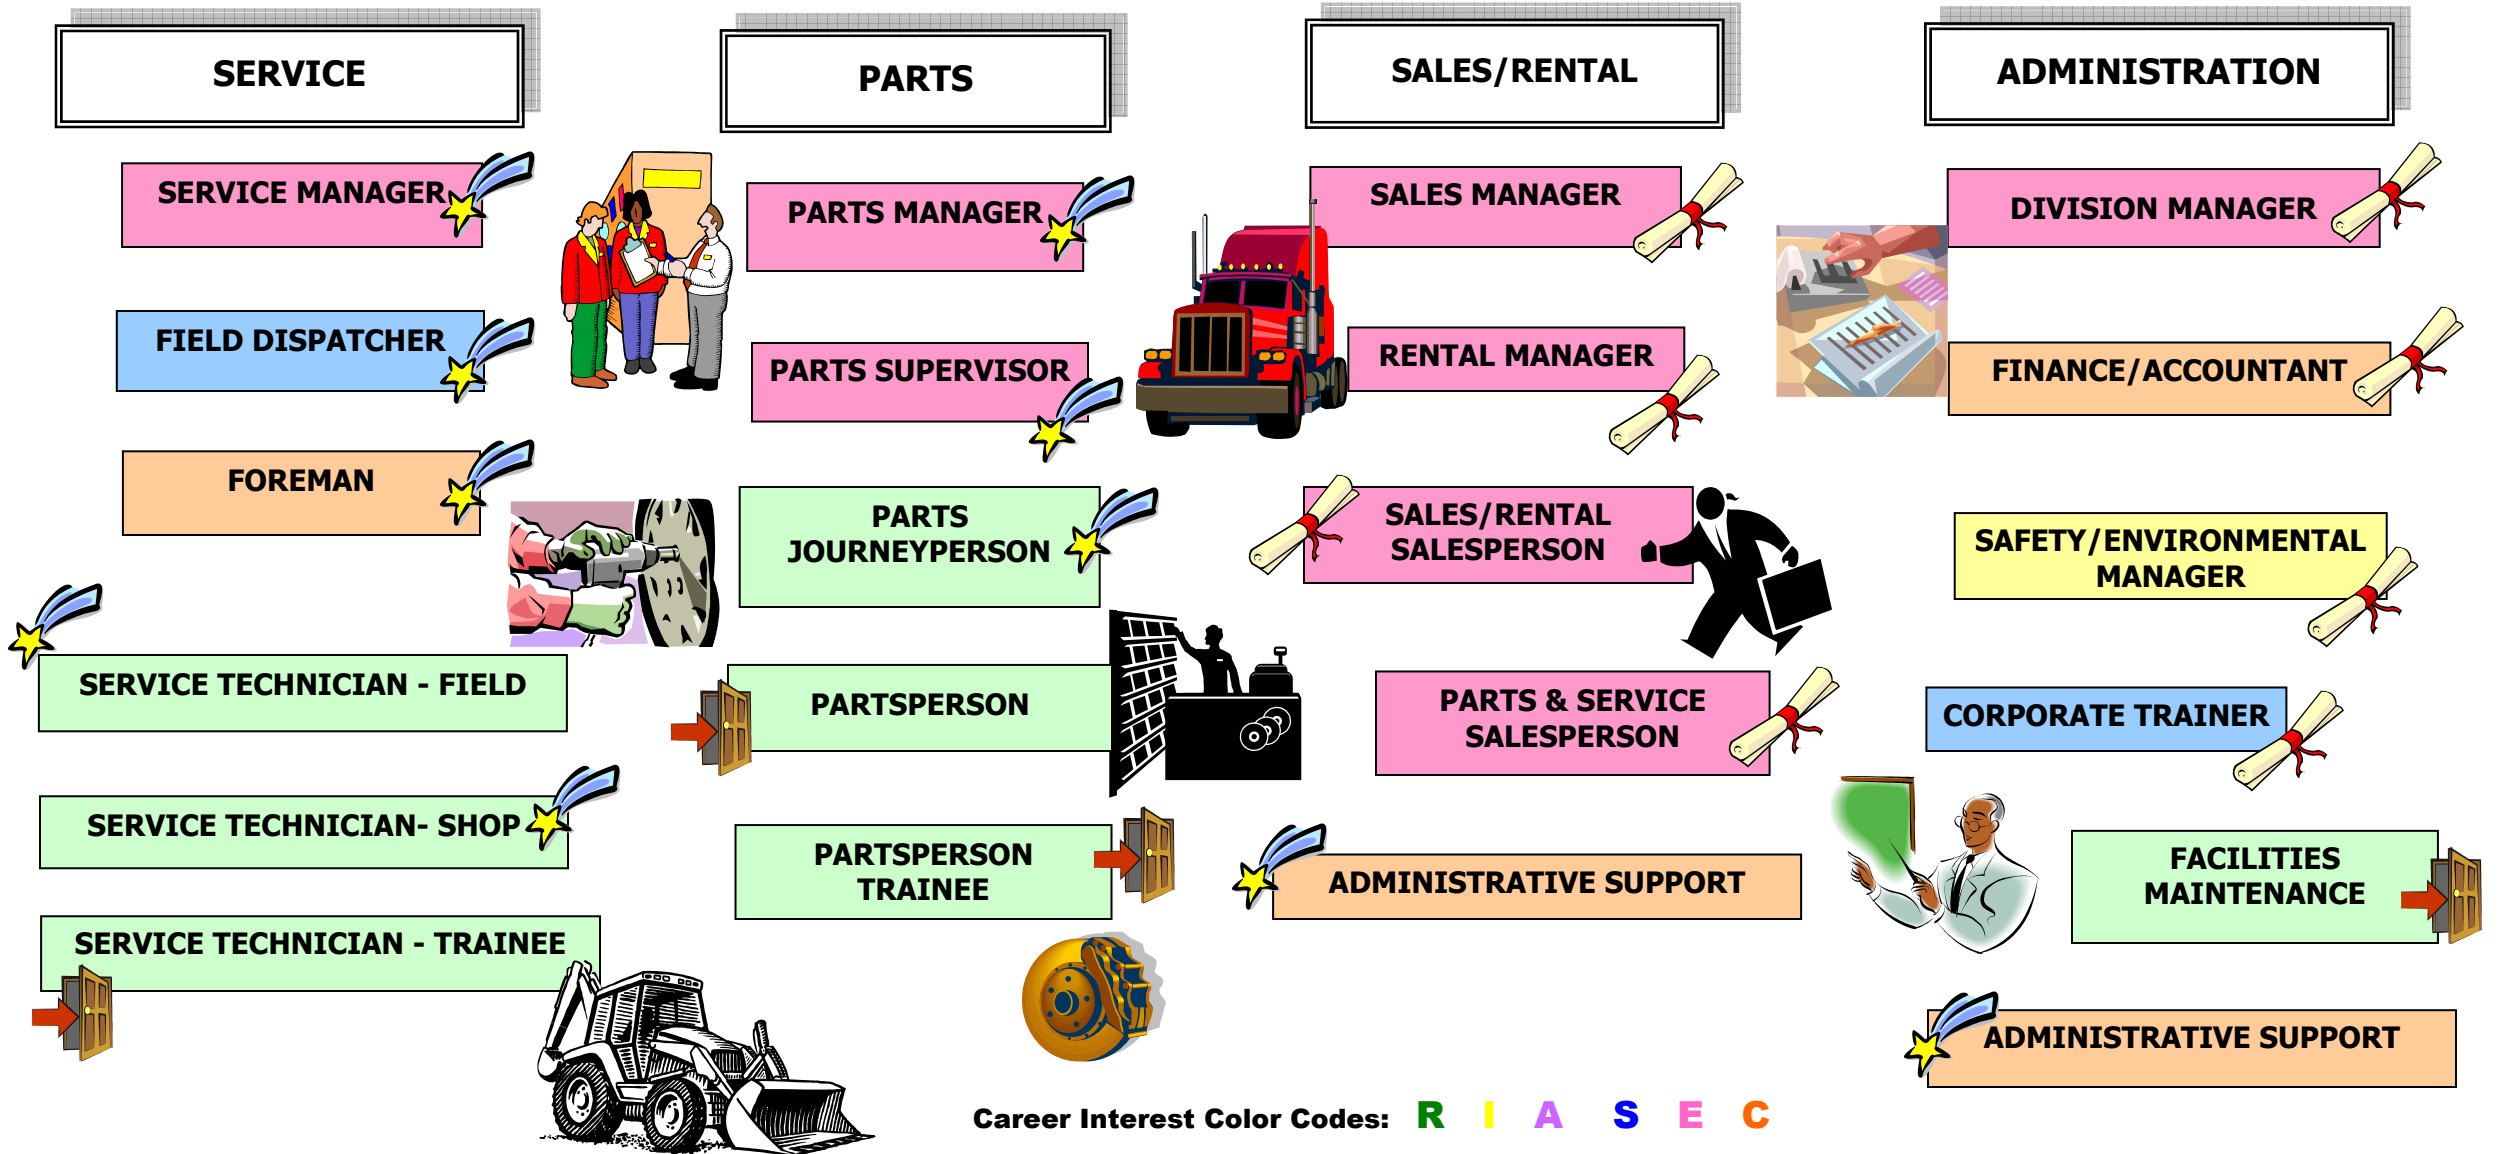 SERVICE
SERVICE MANAGER
FIELD DISPATCHER
FOREMAN
SERVICE TECHNICIAN - FIELD
SERVICE TECHNICIAN- SHOP
SERVICE TECHNICIAN - TRAINEE
PARTS
PARTS MANAGER
PARTS SUPERVISOR
PARTS
JOURNEYPERSON
PARTSPERSON
PARTSPERSON
TRAINEE
SALES/RENTAL
SALES MANAGER
RENTAL MANAGER
SALES/RENTAL
SALESPERSON
PARTS & SERVICE
SALESPERSON
ADMINISTRATIVE SUPPORT
ADMINISTRATION
DIVISION MANAGER
FINANCE/ACCOUNTANT
SAFETY/ENVIRONMENTAL
MANAGER
CORPORATE TRAINER
FACILITIES
MAINTENANCE
ADMINISTRATIVE SUPPORT
Career Interest Color Codes: R I A S E C